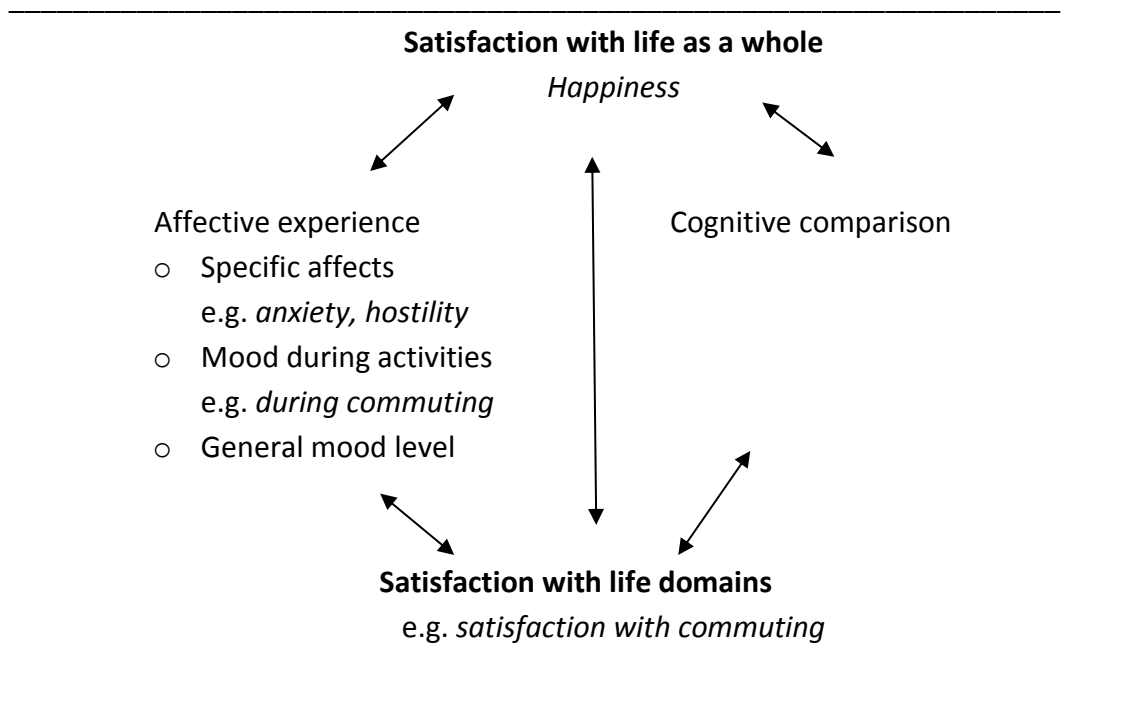 Satisfaction with life as a whole
Happiness
Affective experience
Cognitive comparison
o Specific affects
e.g. anxiety, hostility
o Mood during activities
e.g. during commuting
o General mood level
Satisfaction with life domains
e.g. satisfaction with commuting